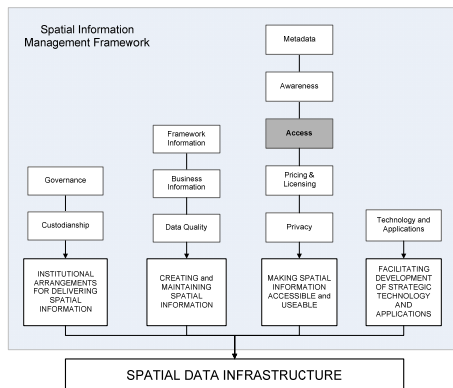 Spatial Information
Management Framework
Metadata
Awareness
Access
Pricing &
Licensing
Privacy
Framework
Information
Business
Information
Data Quality
Governance
Custodianship
Technology and
Applications
INSTITUTIONAL
ARRANGEMENTS
FOR DELIVERING
SPATIAL
INFORMATION
CREATING and
MAINTAINING
SPATIAL
INFORMATION
MAKING SPATIAL
INFORMATION
ACCESSIBLE and
USEABLE
FACILITATING
DEVELOPMENT
OF STRATEGIC
TECHNOLOGY
AND
APPLICATIONS
SPATIAL DATA INFRASTRUCTURE